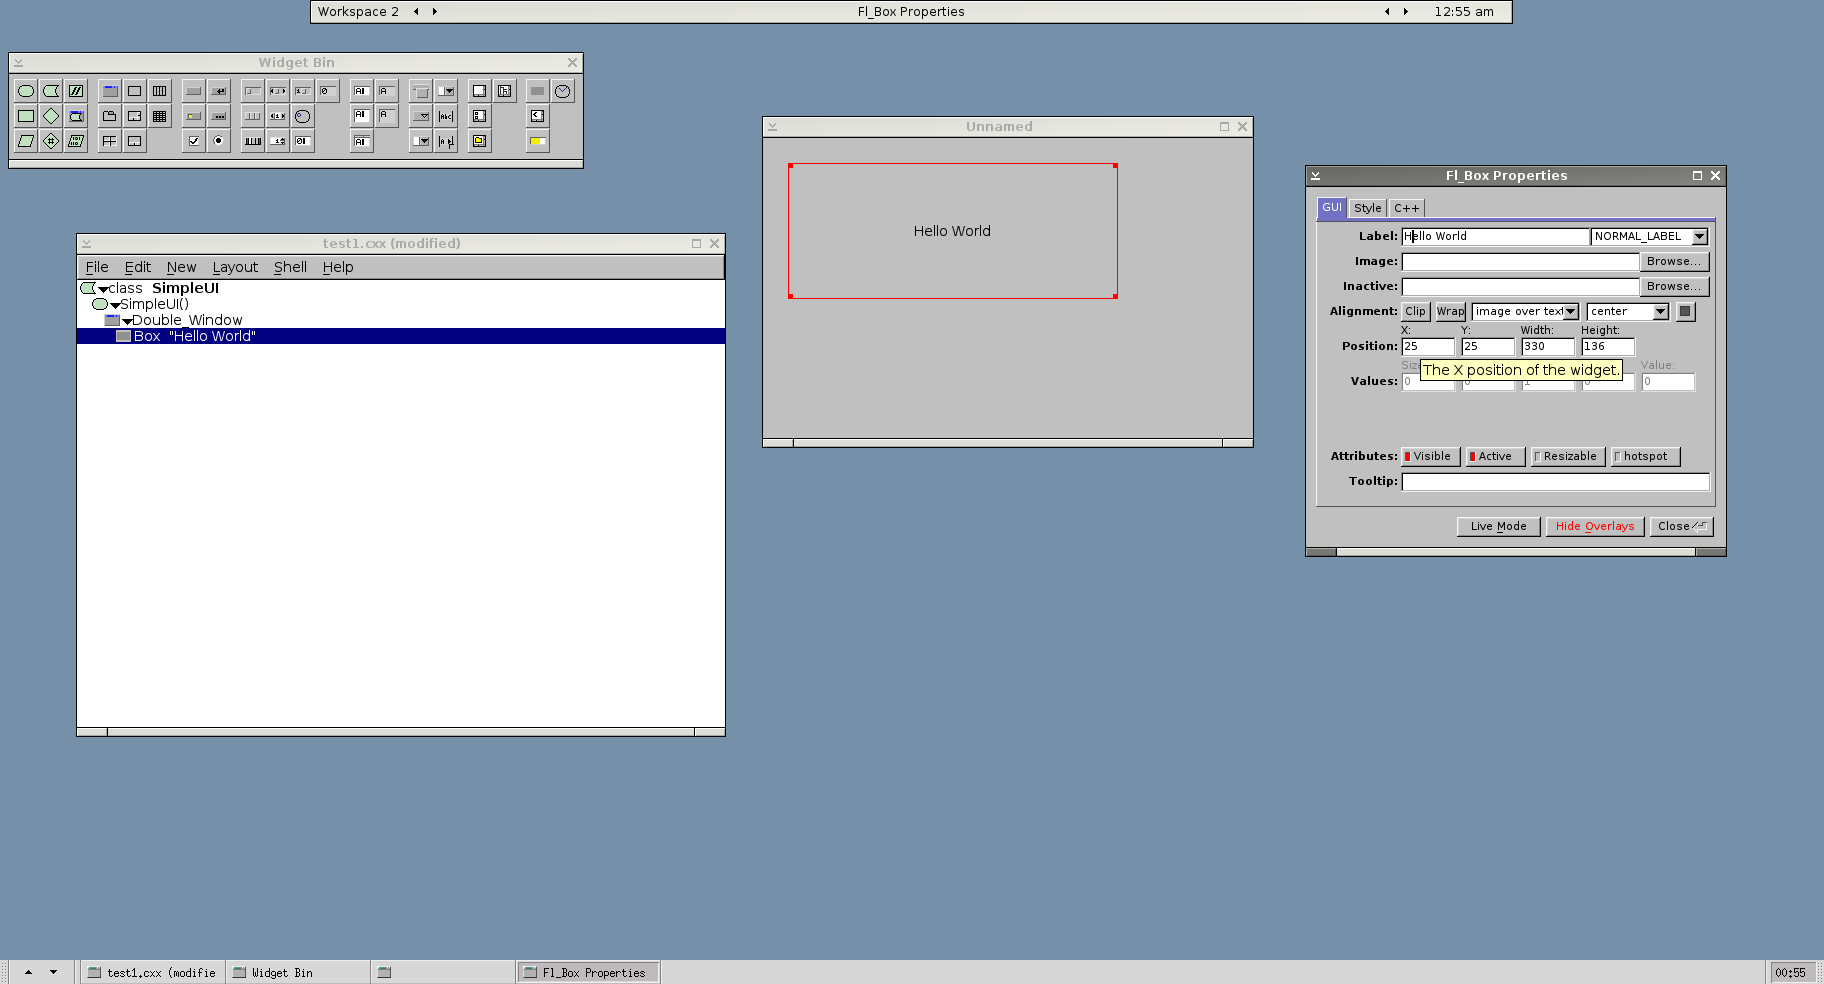 Workspace 2
Fl_Box Properties
12:55 am
Widget Bin
Unnamed
Hello World
test1.cxx (modified)
File Edit New Layout Shell Help
class SimpleUI
SimpleUI()
Double_Window
Box "Hello World"
Fl_Box Properties
GUI Style C++
Label: Hello World NORMAL_LABEL
Image: Browse...
Inactive: Browse...
Alignment: Clip Wrap image over text center
X: Y: Width: Height:
Position: 25 25 330 136
Value:
The X position of the widget.
Values: 0 0
Attributes: Visible Active Resizable hotspot
Tooltip:
Live Mode Hide Overlays Close
test1.cxx (modifie
Widget Bin
Fl_Box Properties
00:55